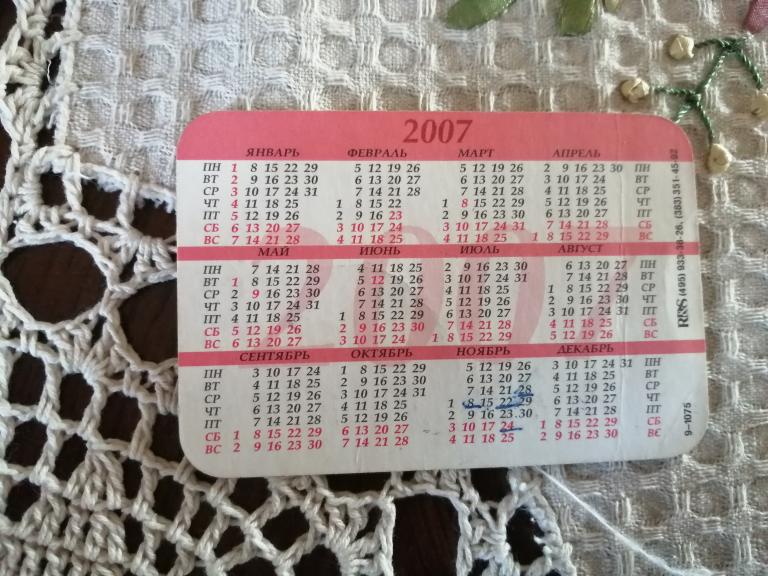 2007
ЯНВАРЬ ФЕВРАЛЬ МАРТ АПРЕЛЬ
ПН 1 8 15 22 29 5 12 19 26 5 12 19 26 2 9 16 23 30 ПН
ВТ 2 9 16 23 30 6 13 20 27 6 13 20 27 3 10 17 24 ВТ
СР 3 10 17 24 31 7 14 21 28 7 14 21 28 4 11 18 25 СР
ЧТ 4 11 18 25 1 8 15 22 1 8 15 22 29 5 12 19 26 ЧТ
ПТ 5 12 19 26 2 9 16 23 2 9 16 23 30 6 13 20 27 ПТ
СБ 6 13 20 27 3 10 17 24 3 10 17 24 31 7 14 21 28 СБ
ВС 7 14 21 28 4 11 18 25 4 11 18 25 1 8 15 22 29 ВС
МАЙ ИЮНЬ ИЮЛЬ АВГУСТ
ПН 7 14 21 28 4 11 18 25 2 9 16 23 30 6 13 20 27 ПН
ВТ 1 8 15 22 29 5 12 19 26 3 10 17 24 31 7 14 21 28 ВТ
СР 2 9 16 23 30 6 13 20 27 4 11 18 25 1 8 15 22 29 СР
ЧТ 3 10 17 24 31 7 14 21 28 5 12 19 26 2 9 16 23 30 ЧТ
ПТ 4 11 18 25 1 8 15 22 29 6 13 20 27 3 10 17 24 31 ПТ
СБ 5 12 19 26 2 9 16 23 30 7 14 21 28 4 11 18 25 СБ
ВС 6 13 20 27 3 10 17 24 1 8 15 22 29 5 12 19 26 ВС
СЕНТЯБРЬ ОКТЯБРЬ НОЯБРЬ ДЕКАБРЬ
ПН 3 10 17 24 1 8 15 22 29 5 12 19 26 3 10 17 24 31 ПН
ВТ 4 11 18 25 2 9 16 23 30 6 13 20 27 4 11 18 25 ВТ
СР 5 12 19 26 3 10 17 24 31 7 14 21 28 5 12 19 26 СР
ЧТ 6 13 20 27 4 11 18 25 1 8 15 22 29 6 13 20 27 ЧТ
ПТ 7 14 21 28 5 12 19 26 2 9 16 23 30 7 14 21 28 ПТ
СБ 1 8 15 22 29 6 13 20 27 3 10 17 24 1 8 15 22 29 СБ
ВС 2 9 16 23 30 7 14 21 28 4 11 18 25 2 9 16 23 30 ВС
R&S (495) 933-38-26, (383) 351-45-92
9-1075